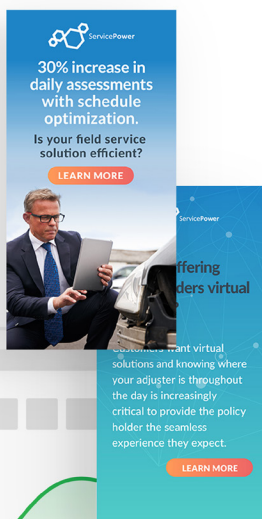 ServicePower
30% increase in
daily assessments
with schedule
optimization.
Is your field service
solution efficient?
LEARN MORE
ServicePower
ffering
ders virtual
?
Customers want virtual
solutions and knowing where
your adjuster is throughout
the day is increasingly
critical to provide the policy
holder the seamless
experience they expect.
LEARN MORE